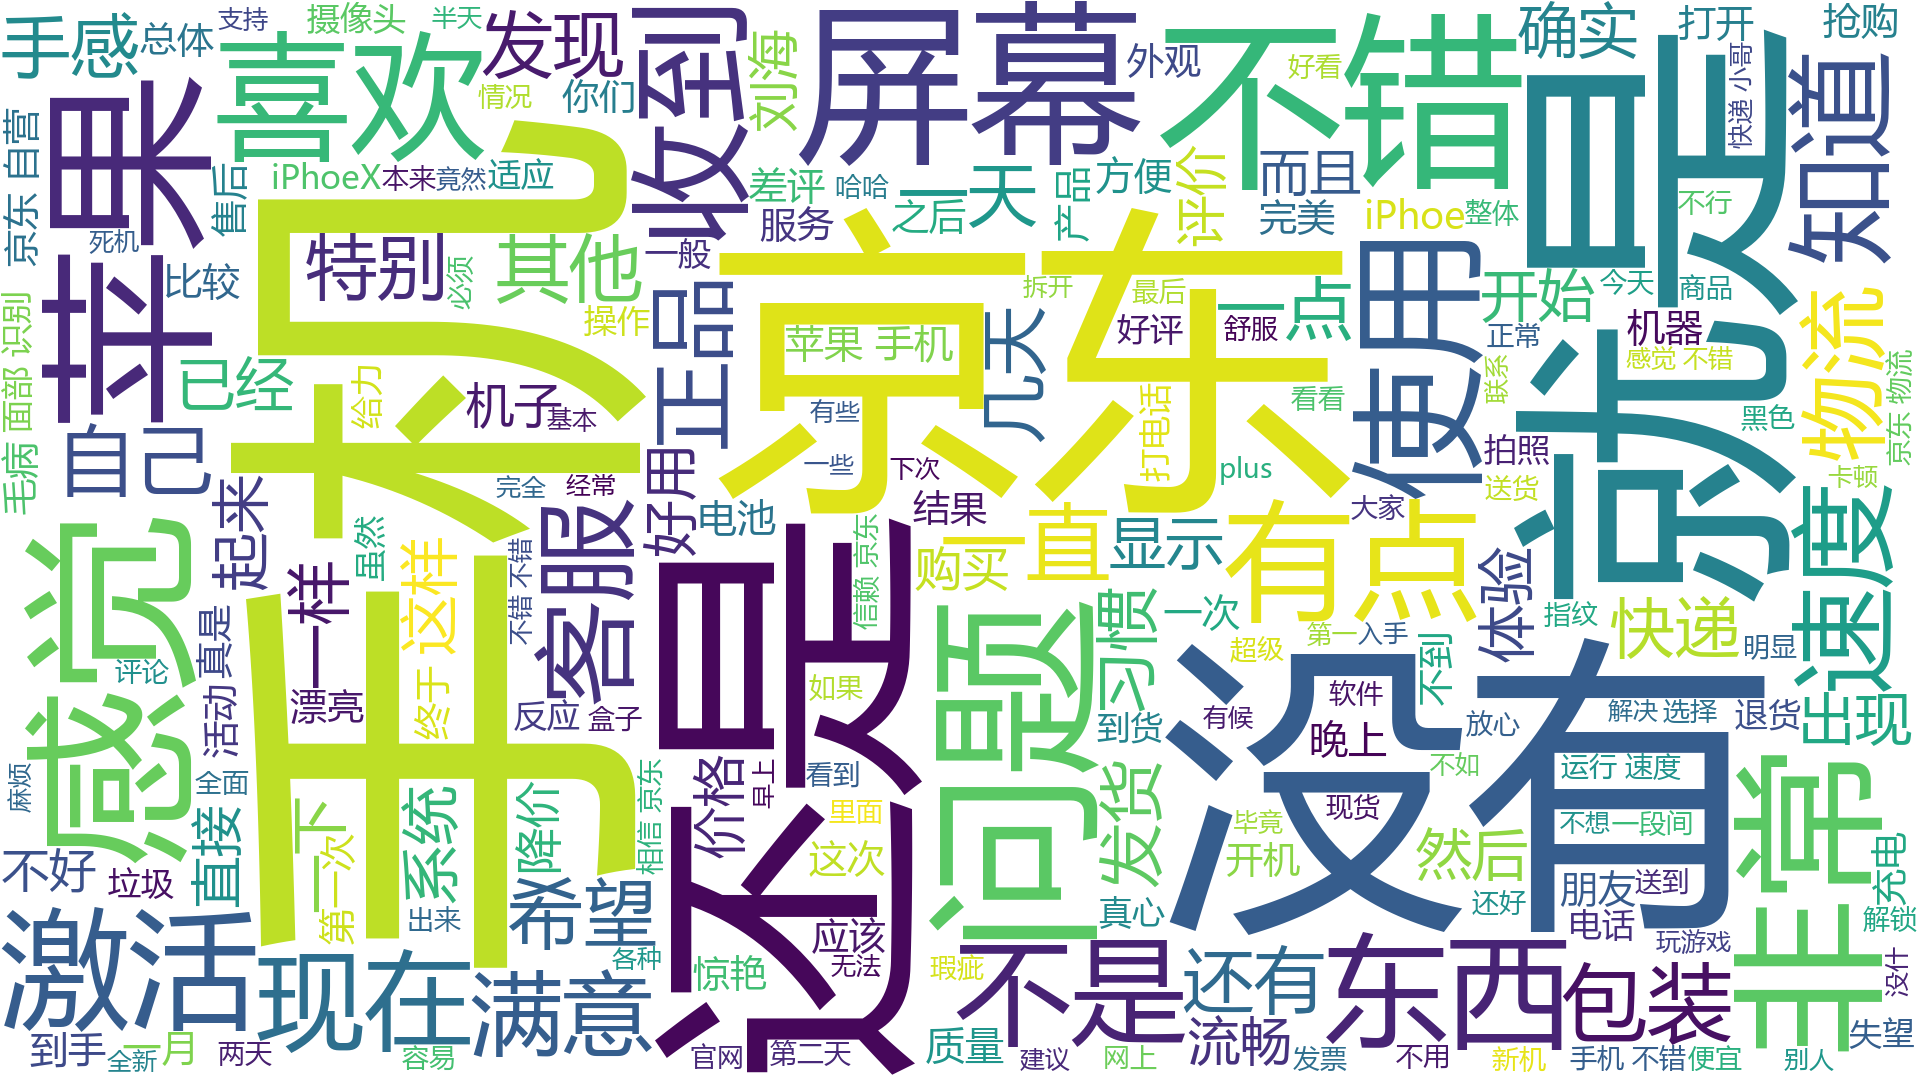 手感
总体
支持
摄像头
半天
发现
收到
刘海
屏幕
外观
不错
好看
确实
打开
抢购
喜欢
情况
你们
就是
快递 小哥
知道
苹果
京东 自营
售后
死机
iPhoeX
本来
竟然
适应
差评
哈哈
服务
之后
天
产品
方便
评价
而且
完美
iPhoe
整体
不行
手机
比较
特别
必须
其他
操作
一般
正品
京东
拆开
最后
好评
舒服
一点
使用
开始
今天
商品
机器
正常
感觉 不错
物流
京东 物流
面部 识别
已经
给力
机子
基本
苹果 手机
有些
一些
几天
打电话
看看
plus
联系
拍照
黑色
卡顿
送货
毛病
自己
起来
完全
经常
好用
电池
下次
结果
一直
显示
有点
大家
体验
指纹
速度
感觉
虽然
一样
这样
不错 不错
客服
还是
信赖 京东
购买
问题
习惯
一次
超级
第一
入手
不到
快递
明显
评论
真是
漂亮
终于
反应
盒子
如果
到货
有候
软件
晚上
没有
放心
解决
选择
退货
出现
活动
麻烦
全面
直接
一下
第一次
系统
降价
相信 京东
价格
早上
看到
里面
这次
发货
毕竟
开机
现货
不如
运行 速度
不想
一段间
然后
非常
不好
垃圾
出来
希望
应该
无法
真心
还好
朋友
送到
电话
充电
解锁
激活
现在
满意
各种
惊艳
瑕疵
不是
还有
东西
包装
玩游戏
没什
到手
全新
一月
两天
容易
官网
第二天
质量
建议
网上
流畅
发票
不用
新机
手机 不错
便宜
别人
失望